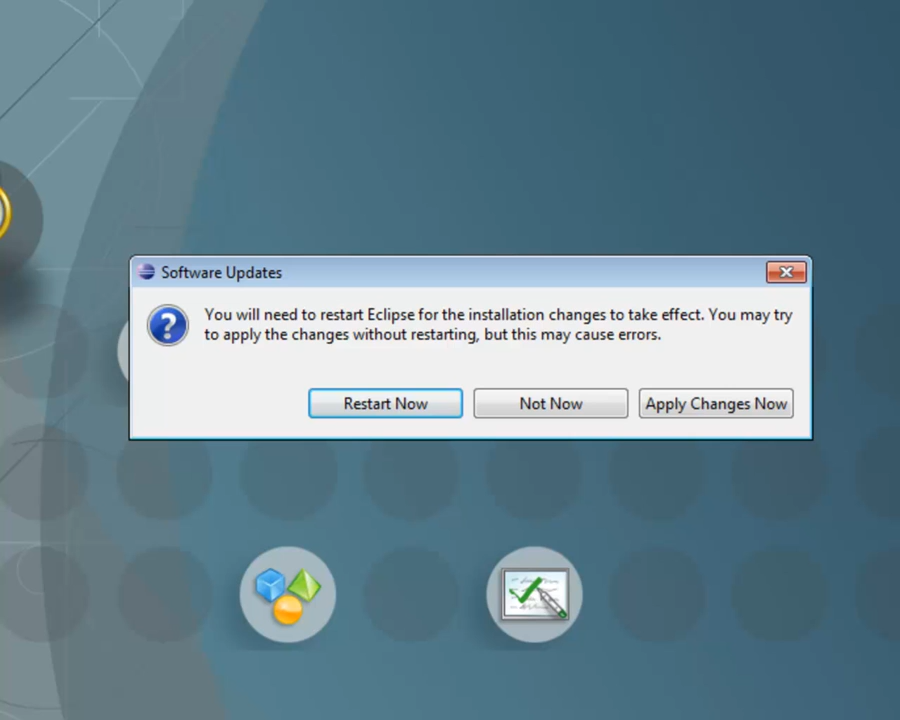 Software Updates
You will need to restart Eclipse for the installation changes to take effect. You may try
to apply the changes without restarting, but this may cause errors.
Restart Now
Not Now
Apply Changes Now